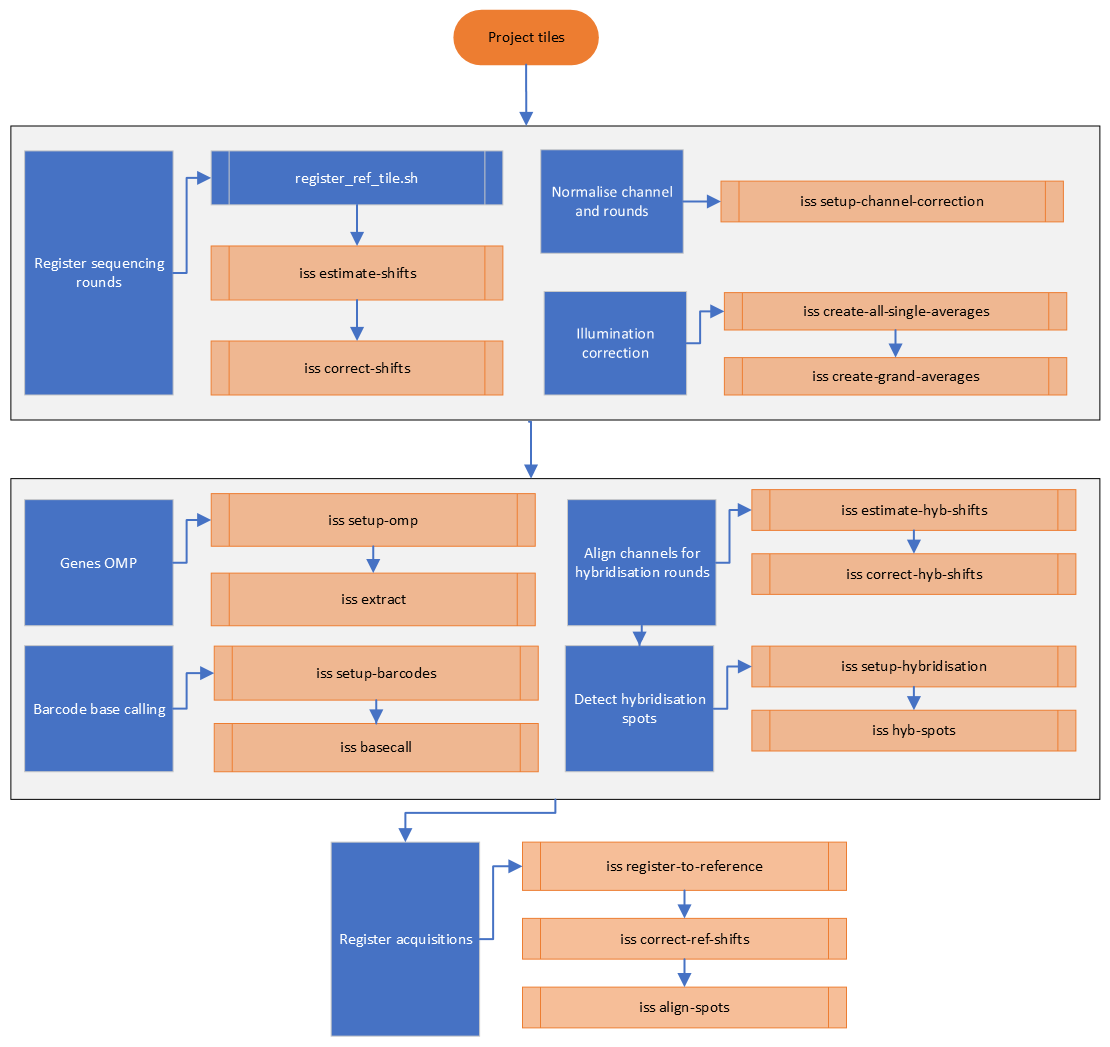 Project tiles
Register sequencing
rounds
register_ref_tile.sh
iss estimate-shifts
iss correct-shifts
Normalise channel
and rounds
iss setup-channel-correction
Illumination
correction
iss create-all-single-averages
iss create-grand-averages
Genes OMP
iss setup-omp
iss extract
Barcode base calling
iss setup-barcodes
iss basecall
Align channels for
hybridisation rounds
iss estimate-hyb-shifts
iss correct-hyb-shifts
Detect hybridisation
spots
iss setup-hybridisation
iss hyb-spots
Register acquisitions
iss register-to-reference
iss correct-ref-shifts
iss align-spots